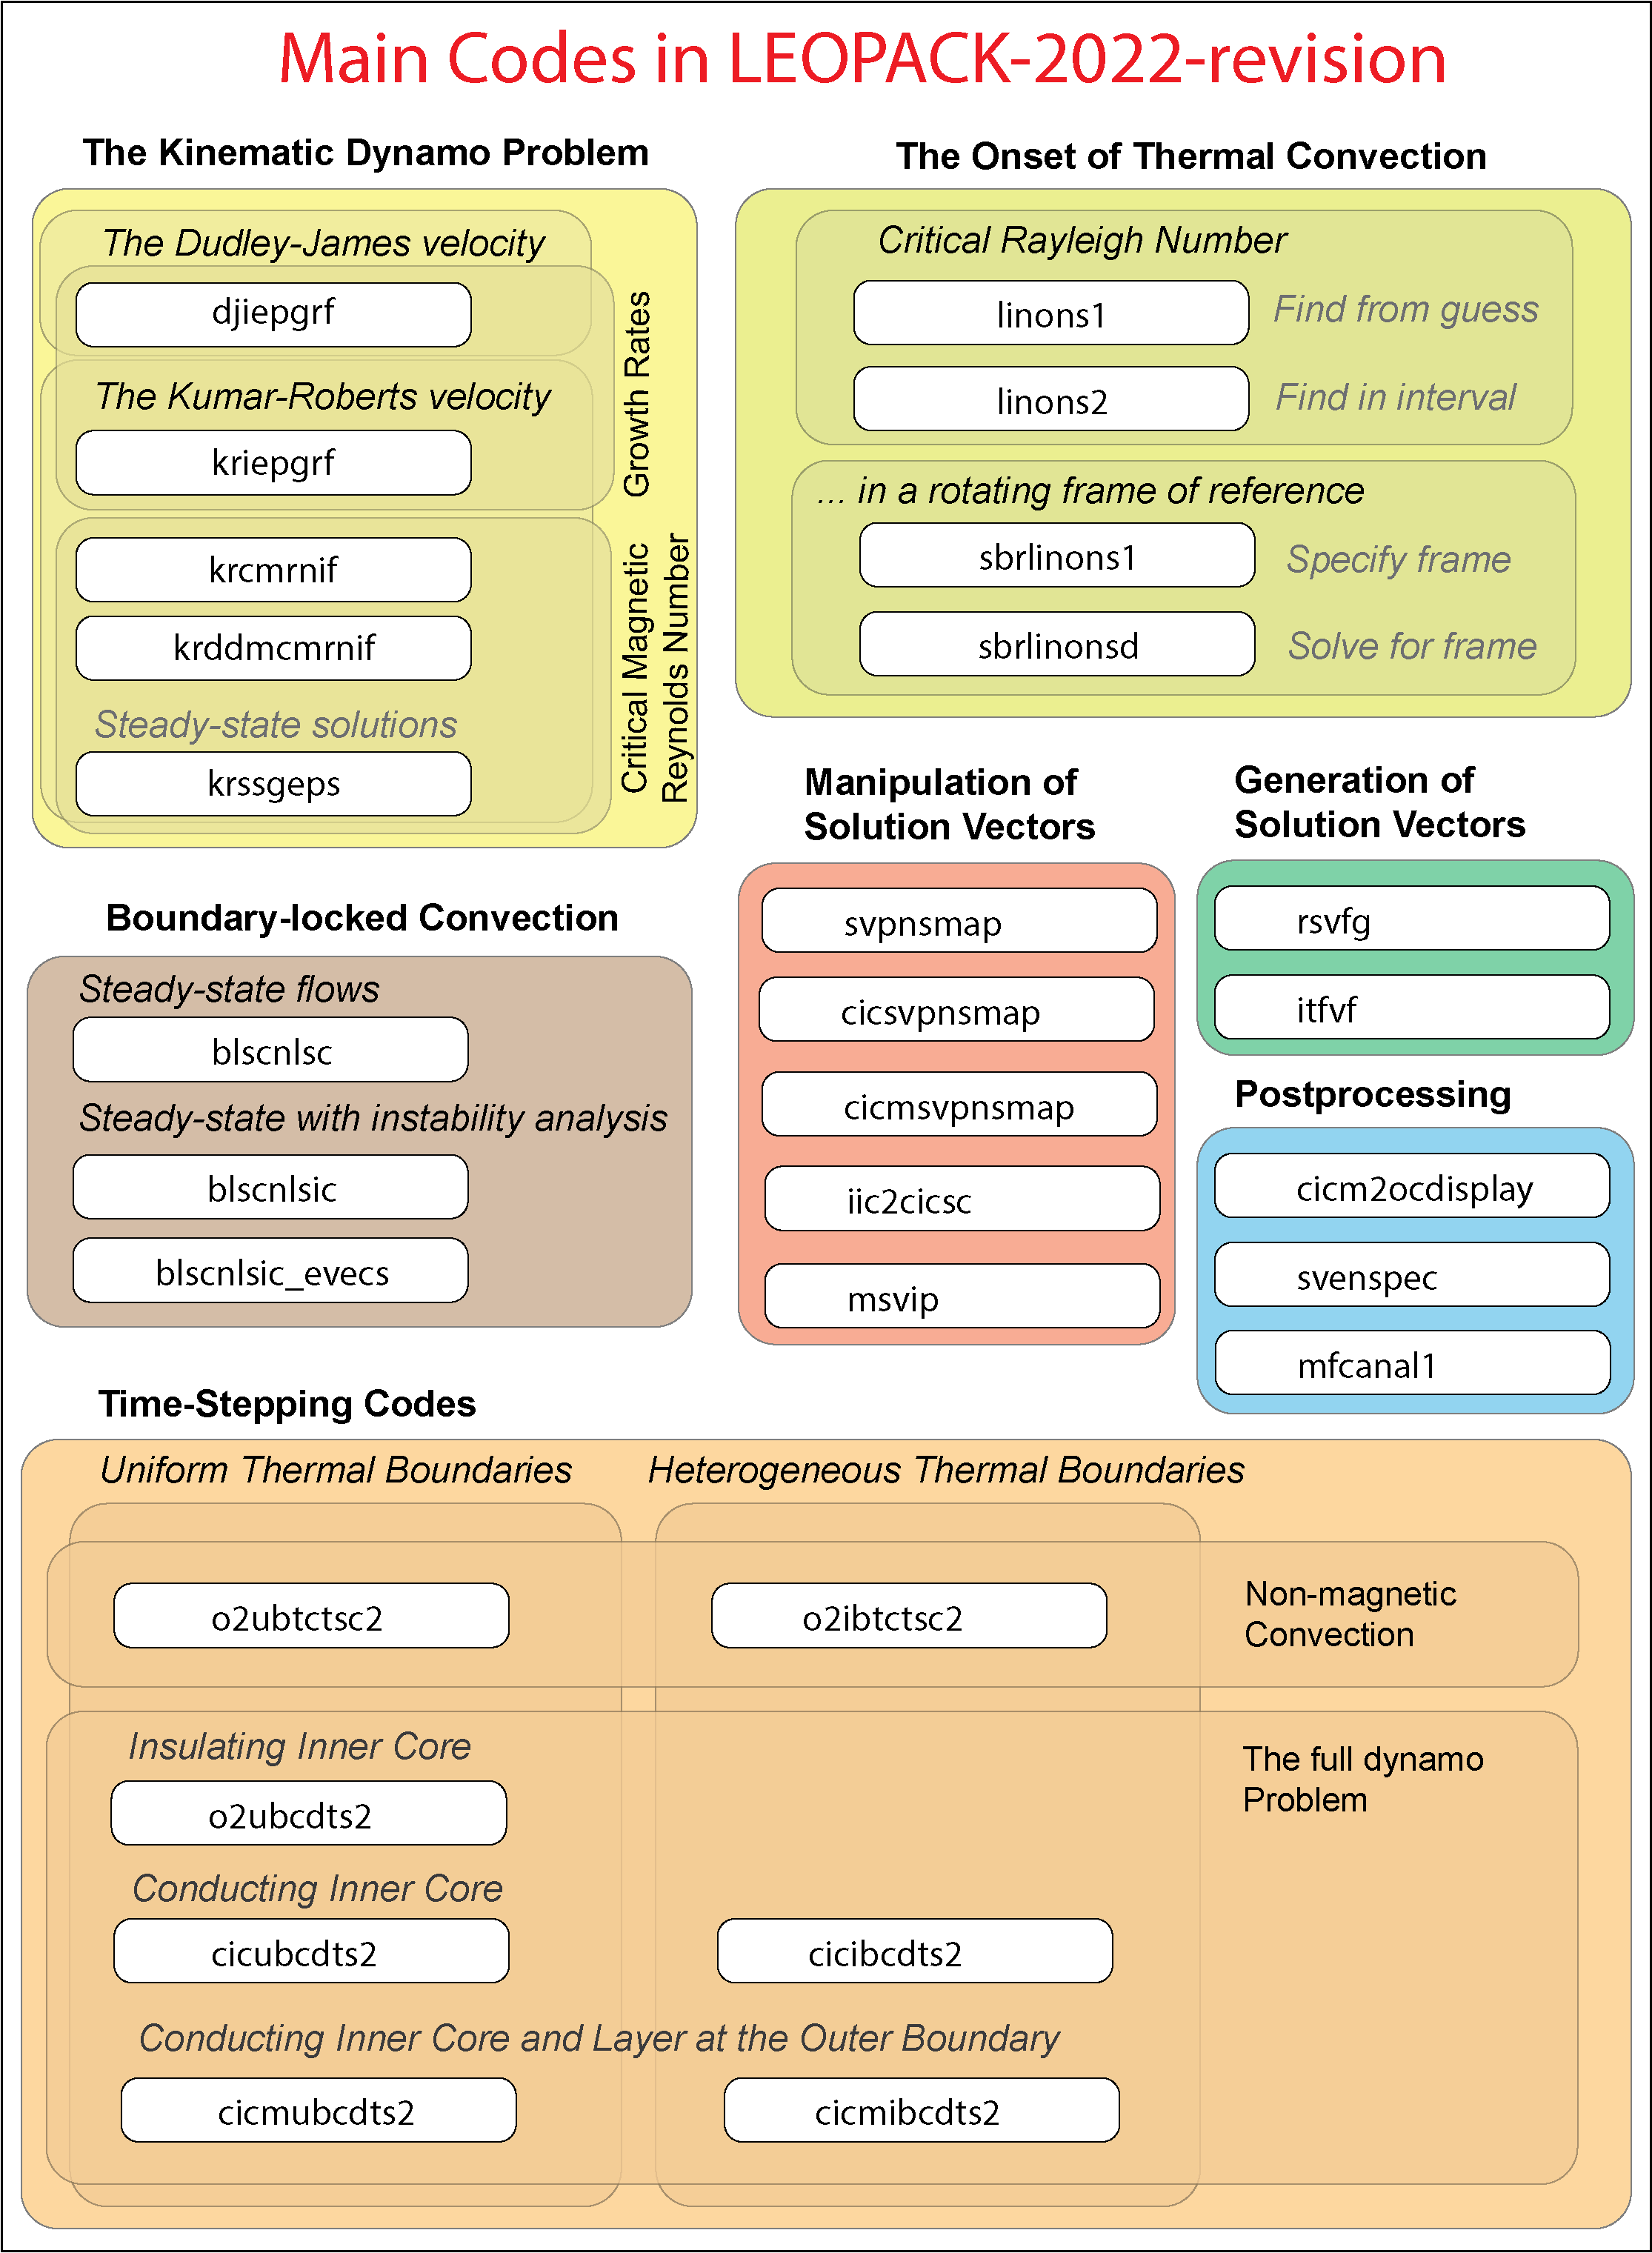 Main Codes in LEOPACK-2022-revision
The Kinematic Dynamo Problem
The Dudley-James velocity
djiepgrf
The Kumar-Roberts velocity
kriepgrf
Growth Rates
krcmrnif
krddmcmrnif
Steady-state solutions
krssgeps
Critical Magnetic
Reynolds Number
The Onset of Thermal Convection
Critical Rayleigh Number
linons1
Find from guess
linons2
Find in interval
... in a rotating frame of reference
sbrlinons1
Specify frame
sbrlinonsd
Solve for frame
Boundary-locked Convection
Steady-state flows
blscnlsc
Steady-state with instability analysis
blscnlsic
blscnlsic_evecs
Manipulation of
Solution Vectors
svpnsmap
cicsvpnsmap
cicmsvpnsmap
iic2cicsc
msvip
Generation of
Solution Vectors
rsvfg
itfvf
Postprocessing
cicm2ocdisplay
svenspec
mfcanal1
Time-Stepping Codes
Uniform Thermal Boundaries
Heterogeneous Thermal Boundaries
o2ubtctsc2
o2ibtctsc2
Non-magnetic
Convection
Insulating Inner Core
The full dynamo
Problem
o2ubcdts2
Conducting Inner Core
cicubcdts2
cicibcdts2
Conducting Inner Core and Layer at the Outer Boundary
cicmubcdts2
cicmibcdts2